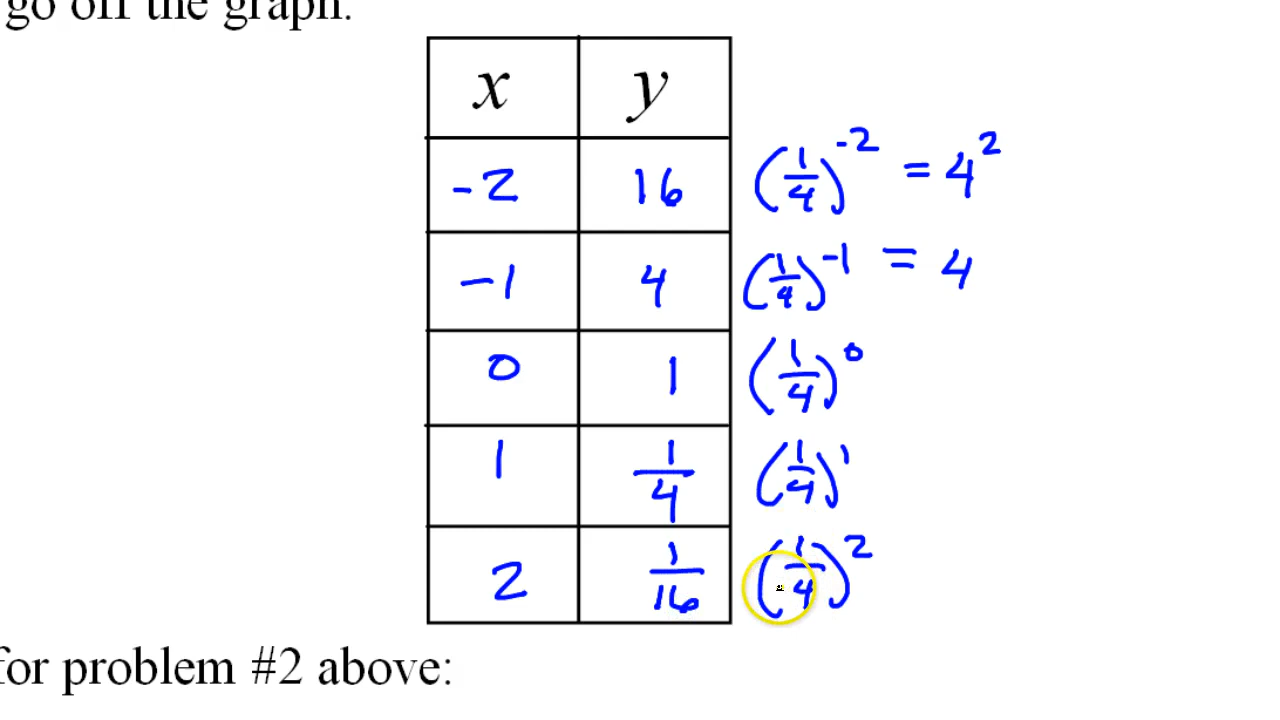 go off the graph.
x y
-2 16 (1/4)^-2 = 4^2
-1 4 (1/4)^-1 = 4
0 1 (1/4)^0
1 1/4 (1/4)^1
2 1/16 (1/4)^2
for problem #2 above: